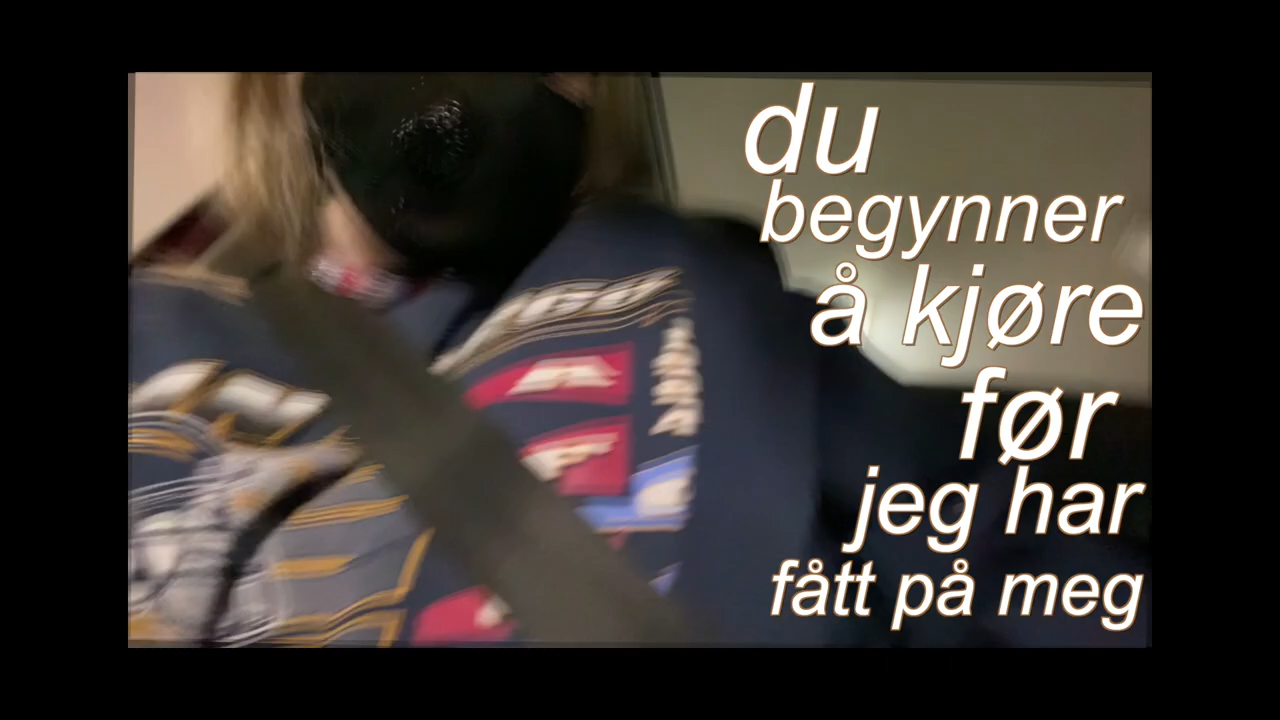 du
begynner
å kjøre
før
jeg har
fått på meg